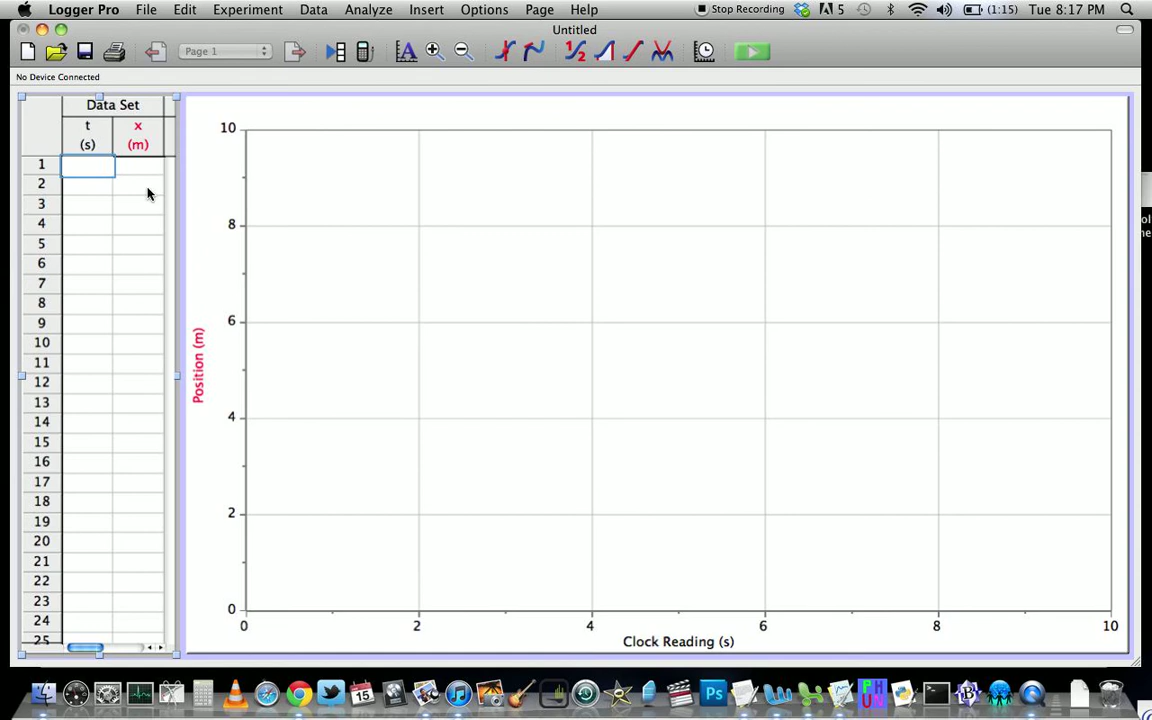 Logger Pro File Edit Experiment Data Analyze Insert Options Page Help Stop Recording 5 (1:15) Tue 8:17 PM
Untitled
Page 1
No Device Connected
Data Set
t x
(s) (m)
1
2
3
4
5
6
7
8
9
10
11
12
13
14
15
16
17
18
19
20
21
22
23
24
25
10
8
6
4
2
0
Position (m)
0 2 4 6 8 10
Clock Reading (s)
15 Ps